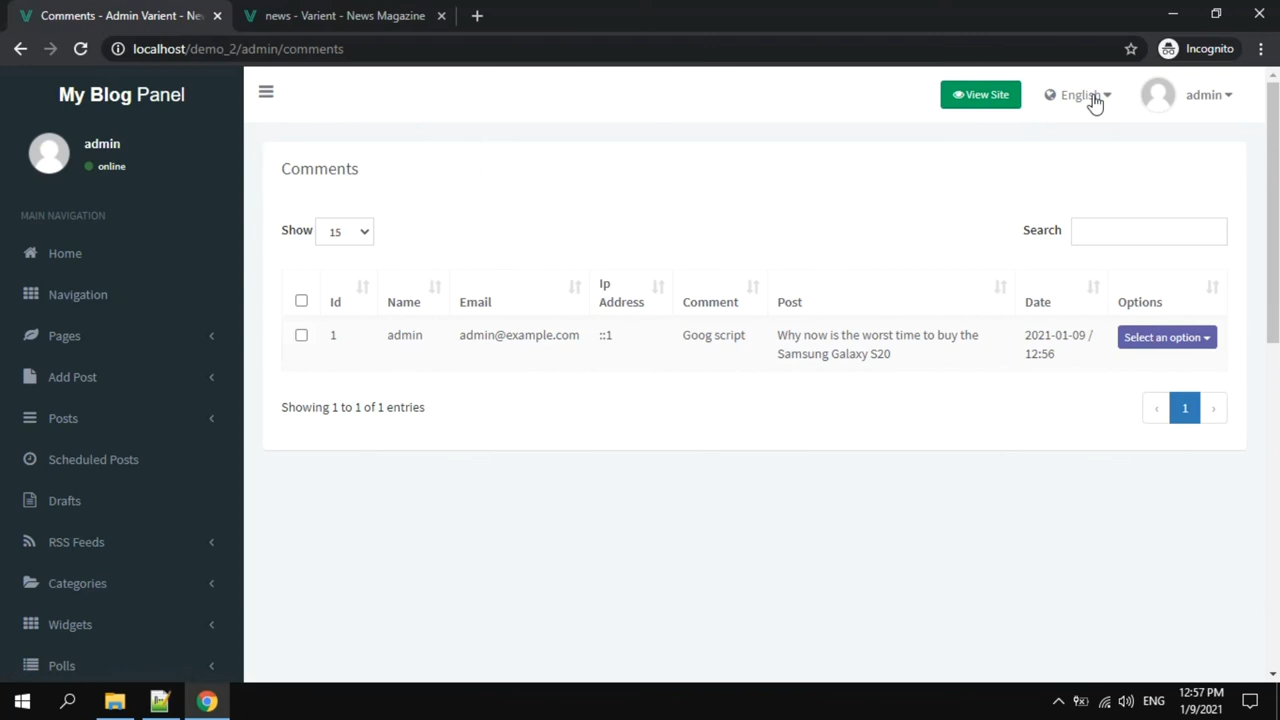 Comments - Admin Varient - Ne
news - Varient - News Magazine
localhost/demo_2/admin/comments
Incognito
My Blog Panel
View Site
English
admin
admin
online
MAIN NAVIGATION
Home
Navigation
Pages
Add Post
Posts
Scheduled Posts
Drafts
RSS Feeds
Categories
Widgets
Polls
Comments
Show 15
Search
Id Name Email Ip Address Comment Post Date Options
1 admin admin@example.com ::1 Goog script Why now is the worst time to buy the Samsung Galaxy S20 2021-01-09 / 12:56 Select an option
Showing 1 to 1 of 1 entries
‹ 1 ›
ENG
12:57 PM
1/9/2021